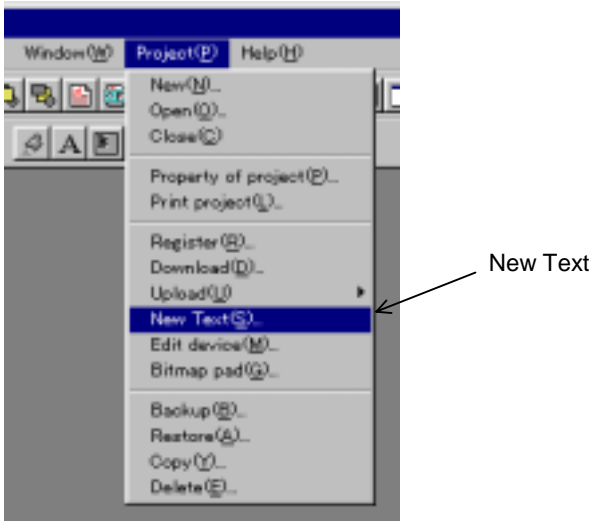 Window(W) Project(P) Help(H)
New(N)...
Open(O)...
Close(C)
Property of project(P)...
Print project(L)...
Register(R)...
Download(D)...
Upload(U)
New Text(S)...
New Text
Edit device(M)...
Bitmap pad(G)...
Backup(B)...
Restore(A)...
Copy(Y)...
Delete(E)...
A